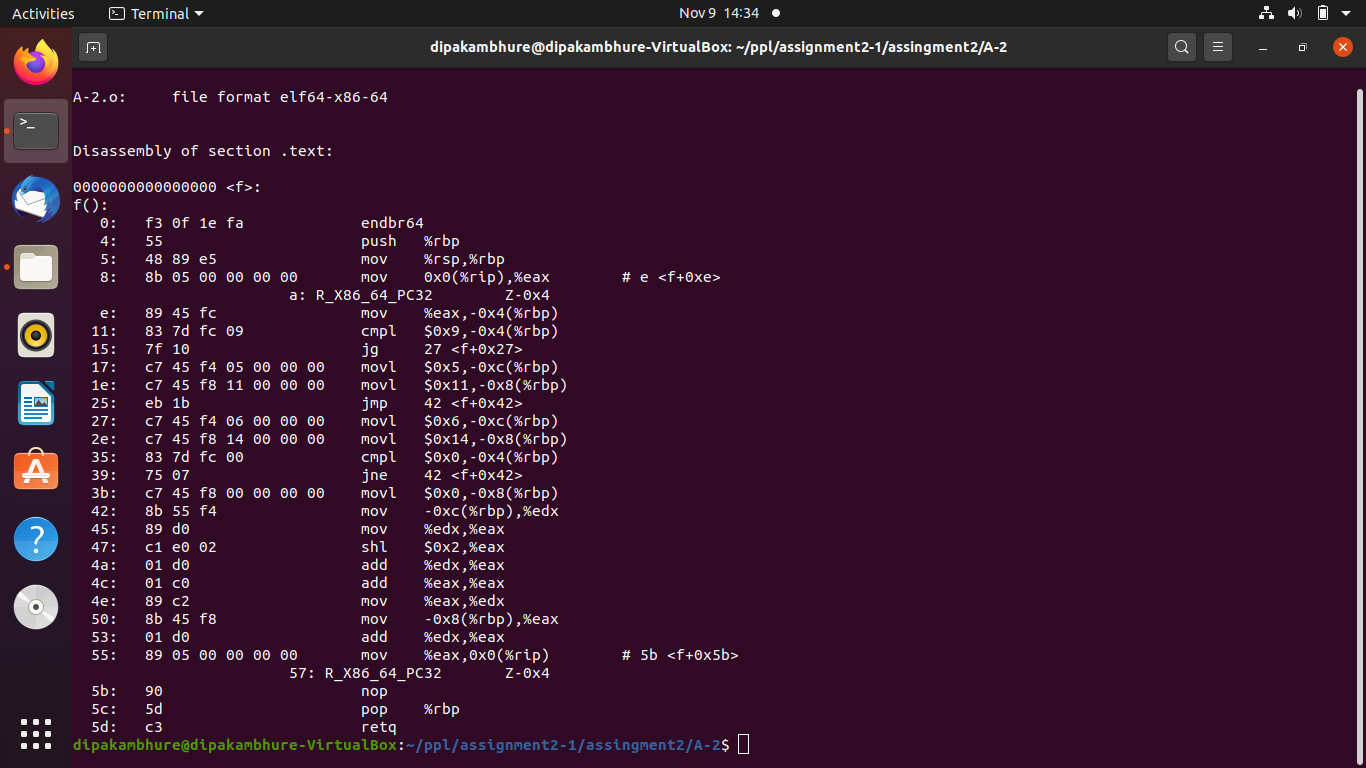 Activities Terminal Nov 9 14:34
dipakambhure@dipakambhure-VirtualBox: ~/ppl/assignment2-1/assingment2/A-2
A-2.o:     file format elf64-x86-64
Disassembly of section .text:
0000000000000000 <f>:
f():
   0:   f3 0f 1e fa             endbr64
   4:   55                      push   %rbp
   5:   48 89 e5                mov    %rsp,%rbp
   8:   8b 05 00 00 00 00       mov    0x0(%rip),%eax        # e <f+0xe>
                        a: R_X86_64_PC32        Z-0x4
   e:   89 45 fc                mov    %eax,-0x4(%rbp)
  11:   83 7d fc 09             cmpl   $0x9,-0x4(%rbp)
  15:   7f 10                   jg     27 <f+0x27>
  17:   c7 45 f4 05 00 00 00    movl   $0x5,-0xc(%rbp)
  1e:   c7 45 f8 11 00 00 00    movl   $0x11,-0x8(%rbp)
  25:   eb 1b                   jmp    42 <f+0x42>
  27:   c7 45 f4 06 00 00 00    movl   $0x6,-0xc(%rbp)
  2e:   c7 45 f8 14 00 00 00    movl   $0x14,-0x8(%rbp)
  35:   83 7d fc 00             cmpl   $0x0,-0x4(%rbp)
  39:   75 07                   jne    42 <f+0x42>
  3b:   c7 45 f8 00 00 00 00    movl   $0x0,-0x8(%rbp)
  42:   8b 55 f4                mov    -0xc(%rbp),%edx
  45:   89 d0                   mov    %edx,%eax
  47:   c1 e0 02                shl    $0x2,%eax
  4a:   01 d0                   add    %edx,%eax
  4c:   01 c0                   add    %eax,%eax
  4e:   89 c2                   mov    %eax,%edx
  50:   8b 45 f8                mov    -0x8(%rbp),%eax
  53:   01 d0                   add    %edx,%eax
  55:   89 05 00 00 00 00       mov    %eax,0x0(%rip)        # 5b <f+0x5b>
                        57: R_X86_64_PC32       Z-0x4
  5b:   90                      nop
  5c:   5d                      pop    %rbp
  5d:   c3                      retq
dipakambhure@dipakambhure-VirtualBox:~/ppl/assignment2-1/assingment2/A-2$